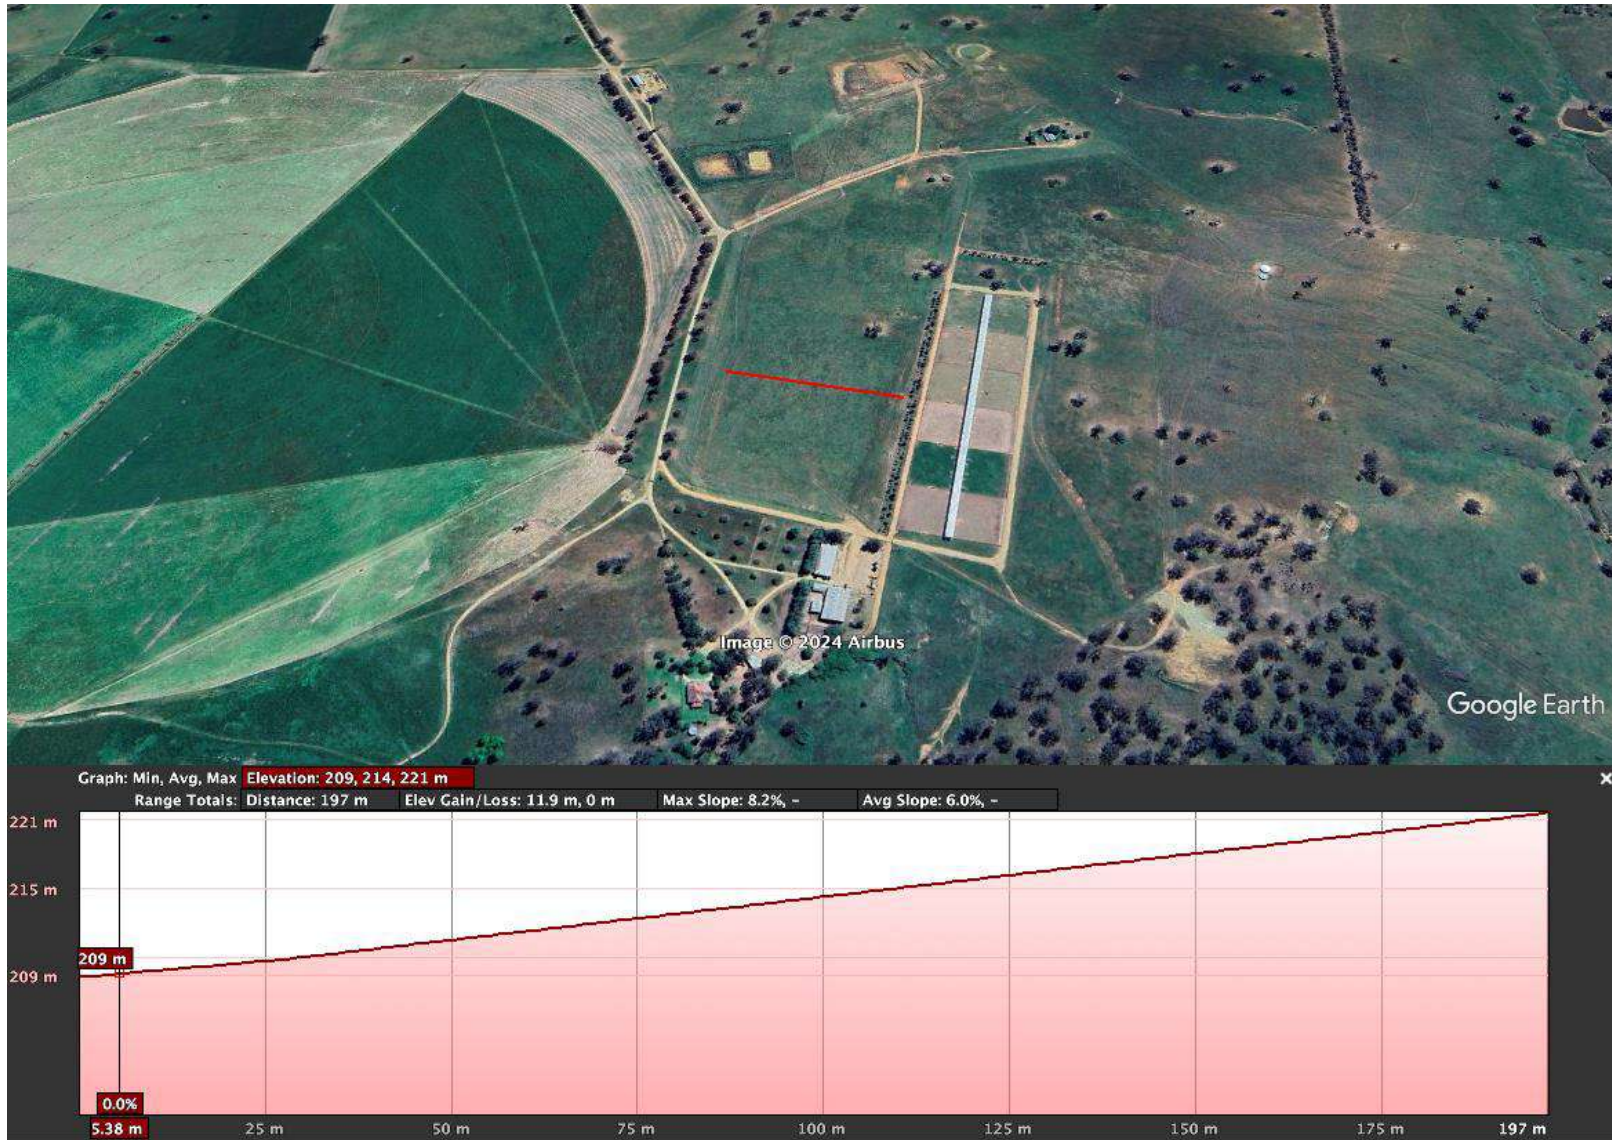 Image © 2024 Airbus
Google Earth
Graph: Min, Avg, Max Elevation: 209, 214, 221 m
Range Totals: Distance: 197 m Elev Gain/Loss: 11.9 m, 0 m Max Slope: 8.2%, - Avg Slope: 6.0%, -
221 m
215 m
209 m
209 m
0.0%
5.38 m 25 m 50 m 75 m 100 m 125 m 150 m 175 m 197 m